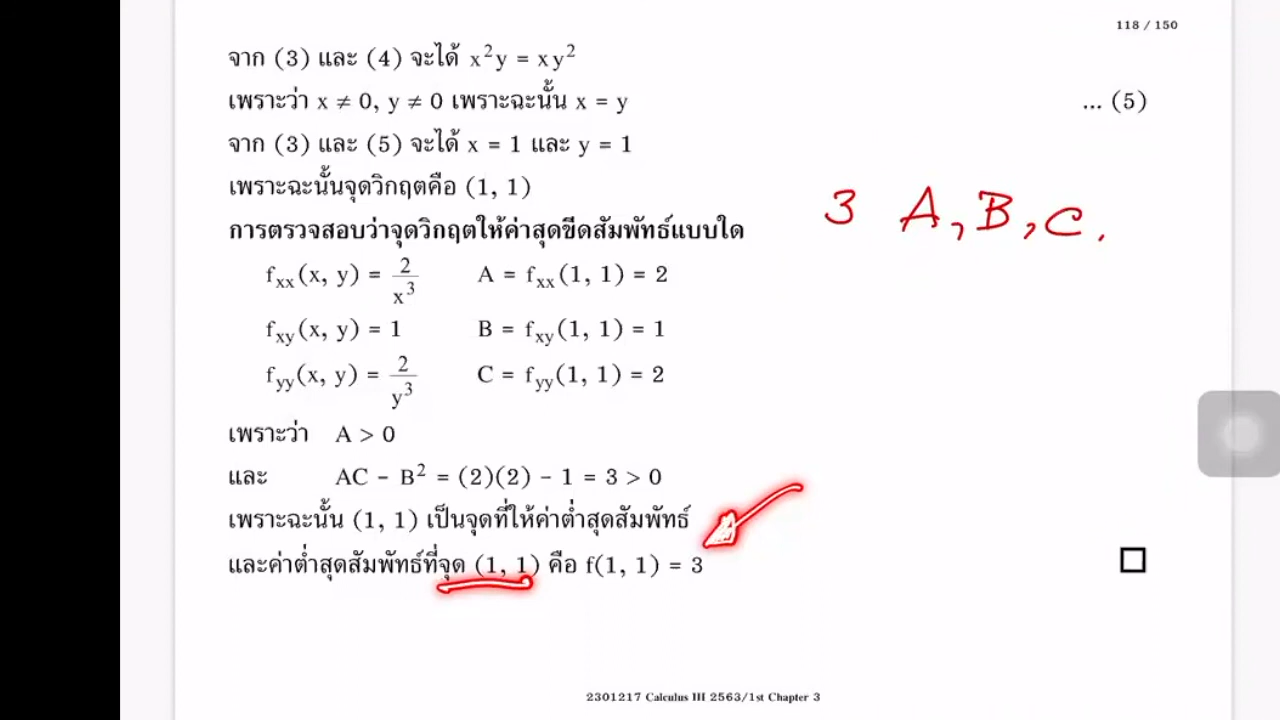 118 / 150
จาก (3) และ (4) จะได้ x²y = xy²
เพราะว่า x ≠ 0, y ≠ 0 เพราะฉะนั้น x = y ... (5)
จาก (3) และ (5) จะได้ x = 1 และ y = 1
เพราะฉะนั้นจุดวิกฤตคือ (1, 1)
3 A, B, C.
การตรวจสอบว่าจุดวิกฤตให้ค่าสุดขีดสัมพัทธ์แบบใด
fxx(x, y) = 2/x³ A = fxx(1, 1) = 2
fxy(x, y) = 1 B = fxy(1, 1) = 1
fyy(x, y) = 2/y³ C = fyy(1, 1) = 2
เพราะว่า A > 0
และ AC – B² = (2)(2) – 1 = 3 > 0
เพราะฉะนั้น (1, 1) เป็นจุดที่ให้ค่าต่ำสุดสัมพัทธ์
และค่าต่ำสุดสัมพัทธ์ที่จุด (1, 1) คือ f(1, 1) = 3
2301217 Calculus III 2563/1st Chapter 3